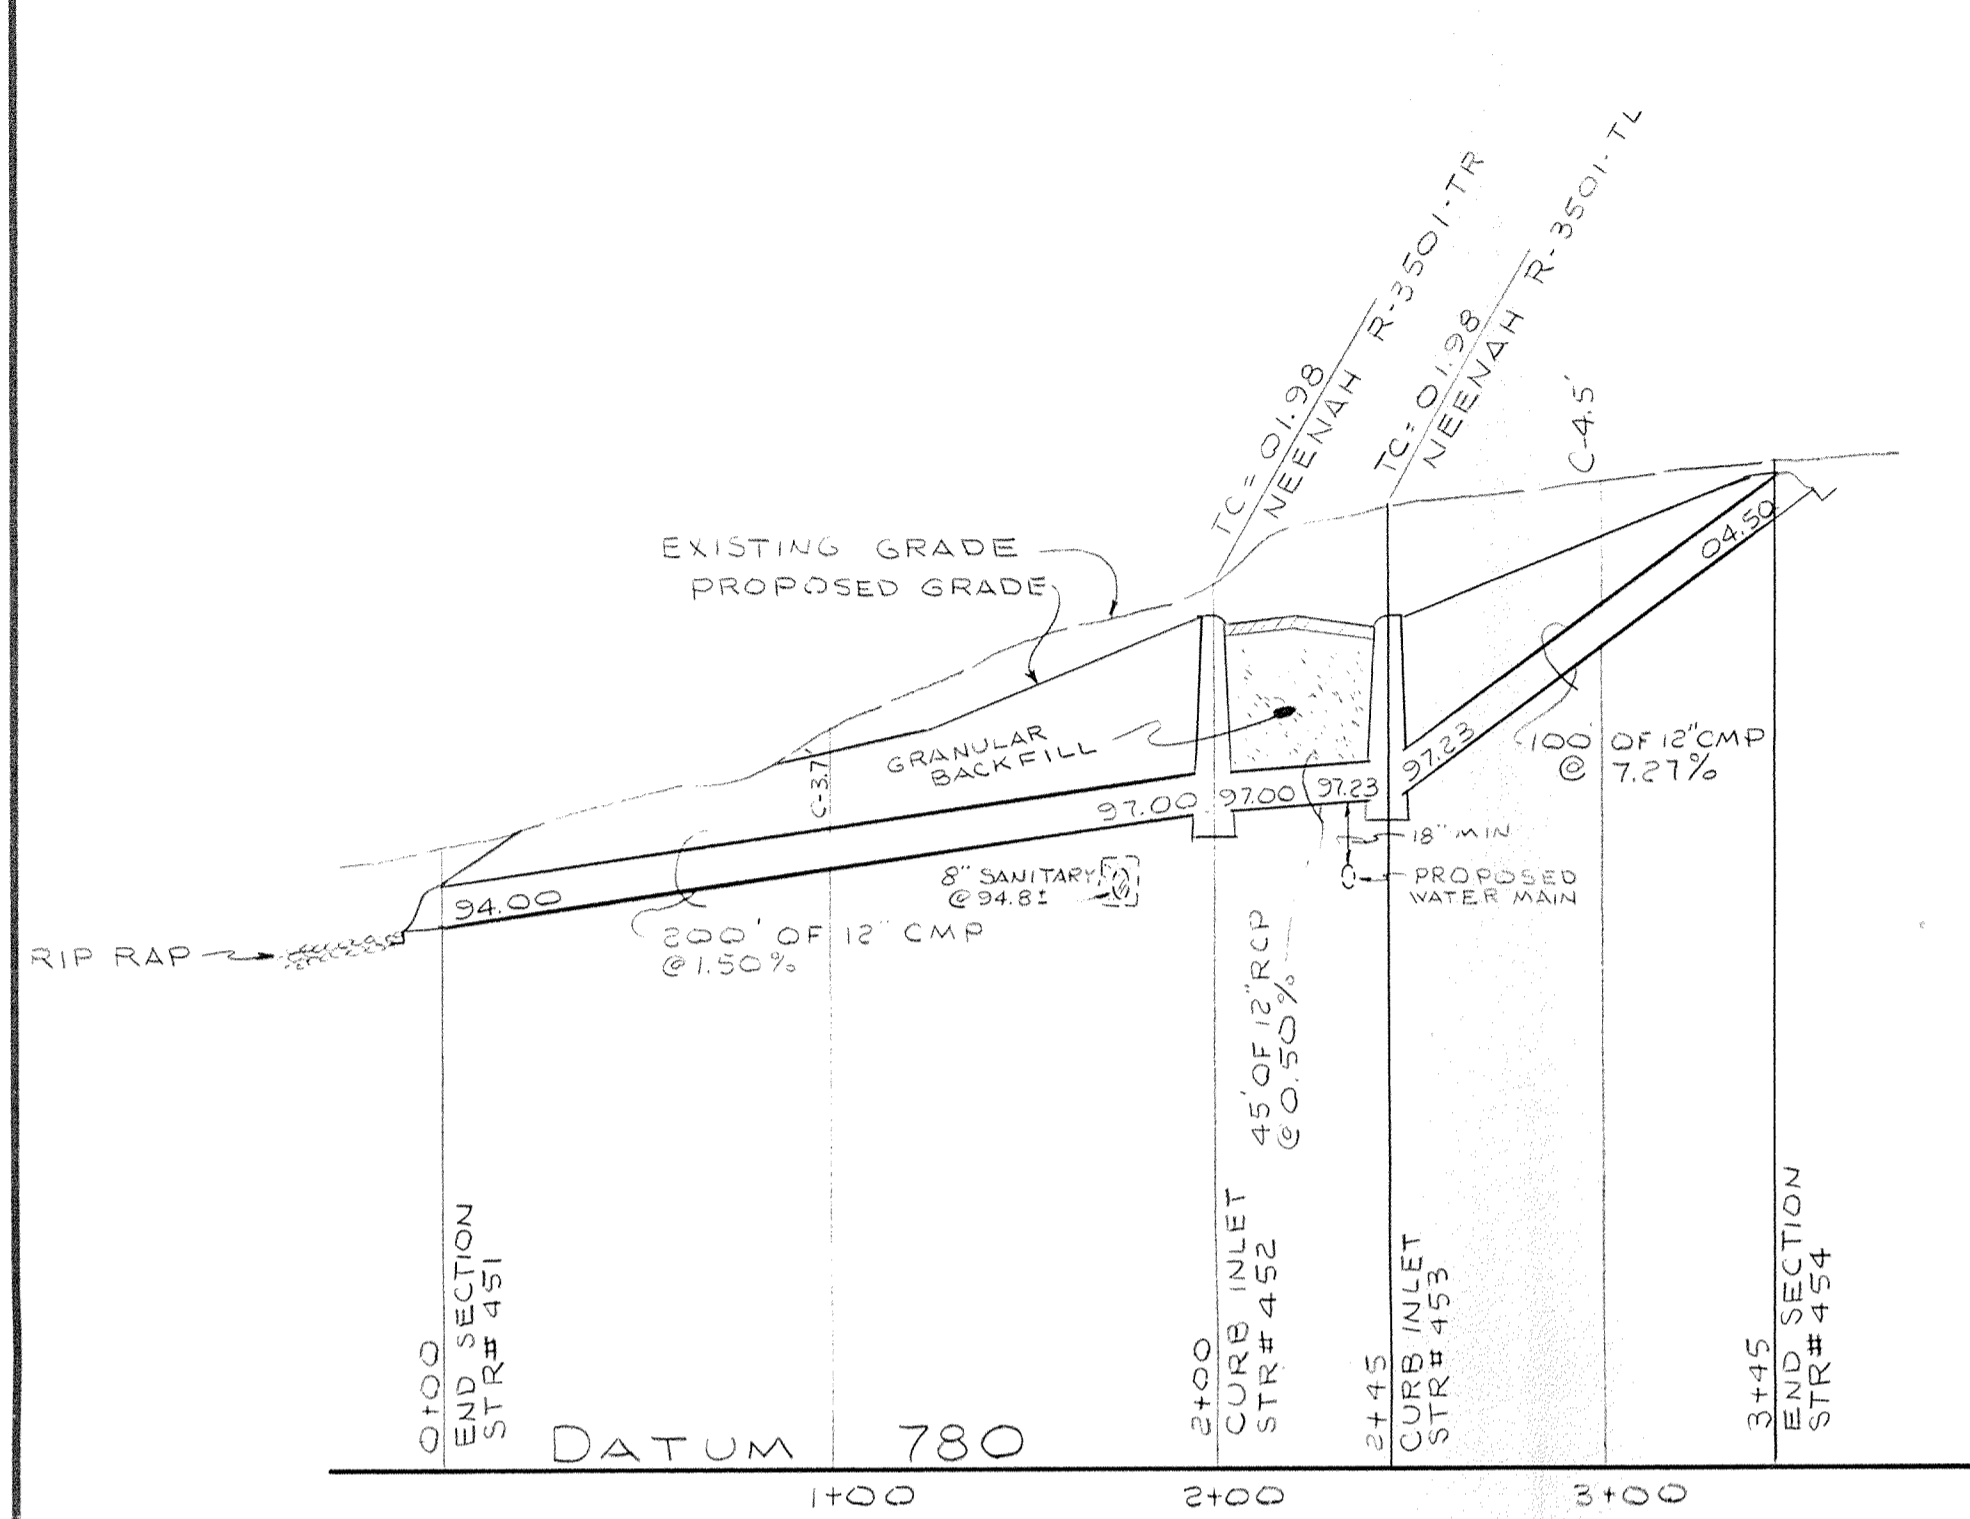 TC= 01.98
NEENAH R-3501-TR
TC= 01.98
NEENAH R-3501-TL
C-4.5'
EXISTING GRADE
PROPOSED GRADE
04.50
GRANULAR
BACKFILL
C-3.7'
97.00
97.00
97.23
97.23
100' OF 12" CMP
@ 7.27%
18" MIN
PROPOSED
WATER MAIN
8" SANITARY
@ 94.8±
94.00
200' OF 12" CMP
@ 1.50%
RIP RAP
45' OF 12" RCP
@ 0.50%
0+00
END SECTION
STR# 451
2+00
CURB INLET
STR# 452
2+45
CURB INLET
STR# 453
3+45
END SECTION
STR# 454
DATUM 780
1+00
2+00
3+00